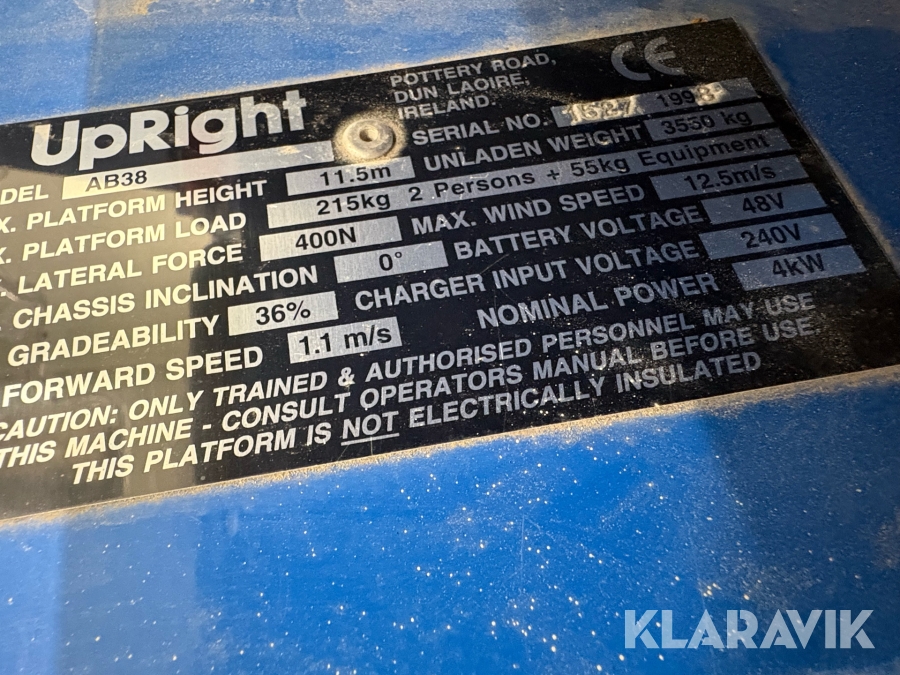 UpRight
POTTERY ROAD,
DUN LAOIRE,
IRELAND.
CE
SERIAL NO. 1627 1998
DEL AB38
UNLADEN WEIGHT 3550 kg
X. PLATFORM HEIGHT 11.5m
X. PLATFORM LOAD 215kg 2 Persons + 55kg Equipment
. LATERAL FORCE 400N
MAX. WIND SPEED 12.5m/s
. CHASSIS INCLINATION 0°
BATTERY VOLTAGE 48V
GRADEABILITY 36%
CHARGER INPUT VOLTAGE 240V
FORWARD SPEED 1.1 m/s
NOMINAL POWER 4kW
CAUTION: ONLY TRAINED & AUTHORISED PERSONNEL MAY USE
THIS MACHINE - CONSULT OPERATORS MANUAL BEFORE USE
THIS PLATFORM IS NOT ELECTRICALLY INSULATED
KLARAVIK